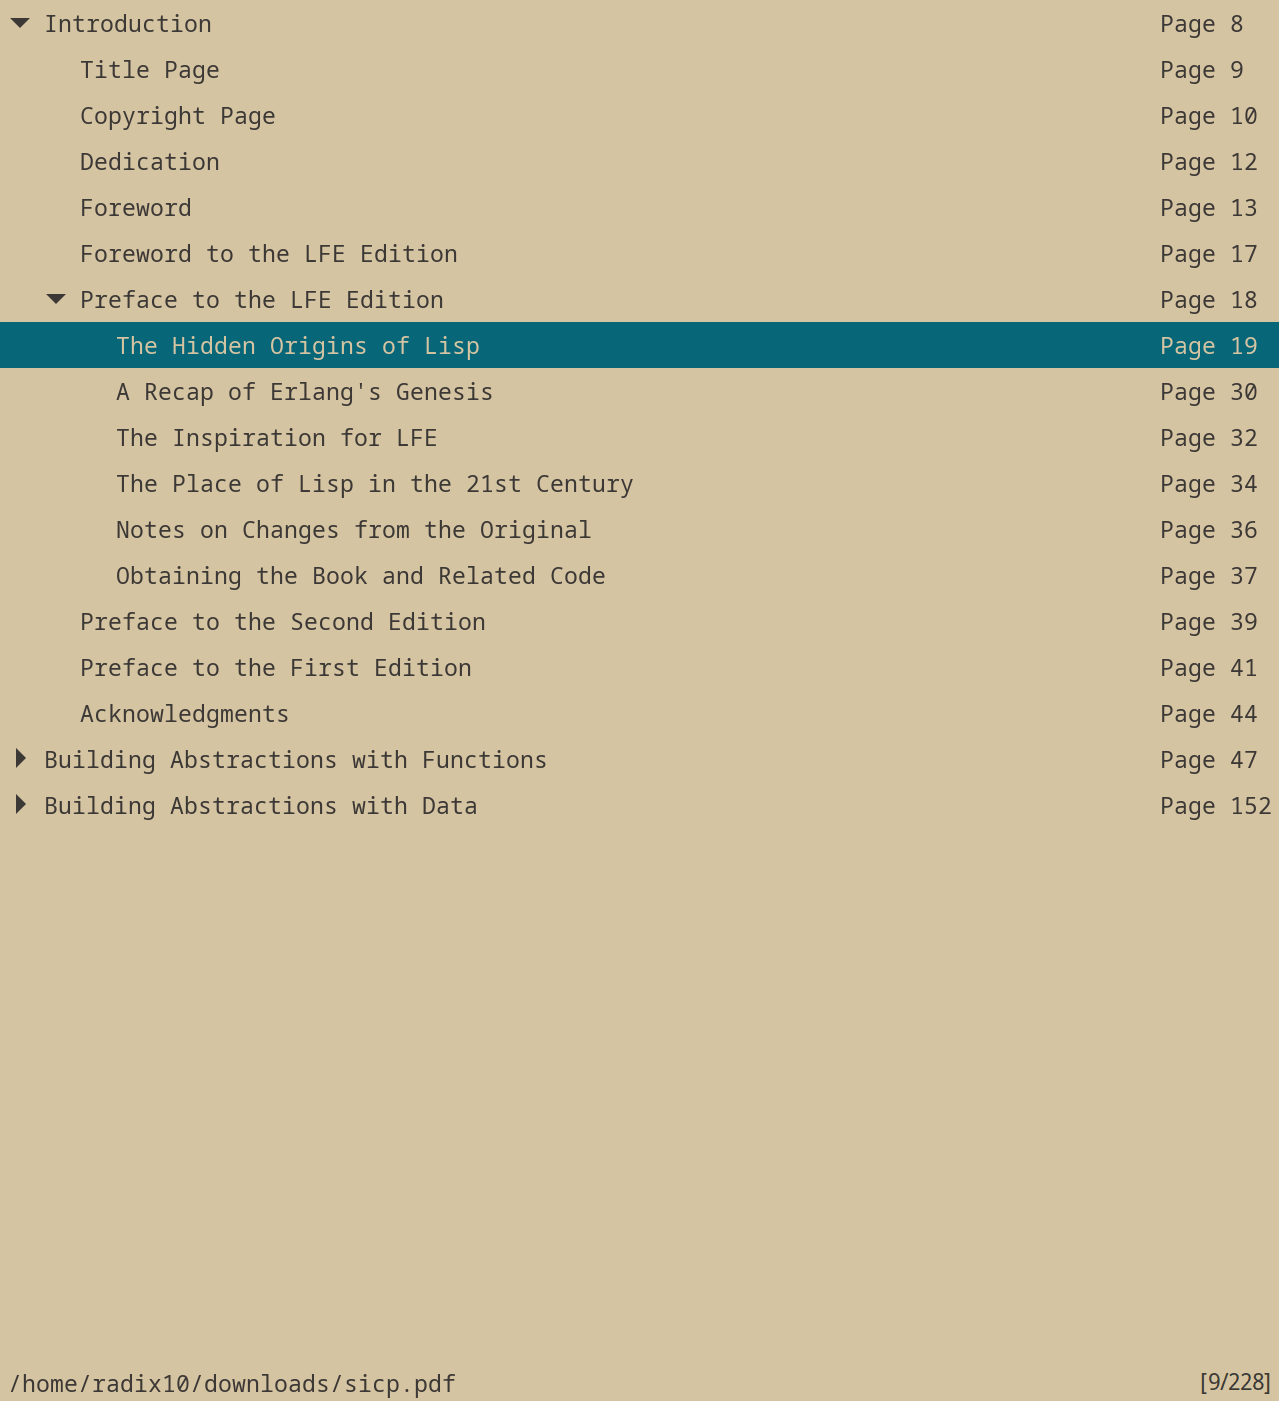 Introduction Page 8
Title Page Page 9
Copyright Page Page 10
Dedication Page 12
Foreword Page 13
Foreword to the LFE Edition Page 17
Preface to the LFE Edition Page 18
The Hidden Origins of Lisp Page 19
A Recap of Erlang's Genesis Page 30
The Inspiration for LFE Page 32
The Place of Lisp in the 21st Century Page 34
Notes on Changes from the Original Page 36
Obtaining the Book and Related Code Page 37
Preface to the Second Edition Page 39
Preface to the First Edition Page 41
Acknowledgments Page 44
Building Abstractions with Functions Page 47
Building Abstractions with Data Page 152
/home/radix10/downloads/sicp.pdf [9/228]